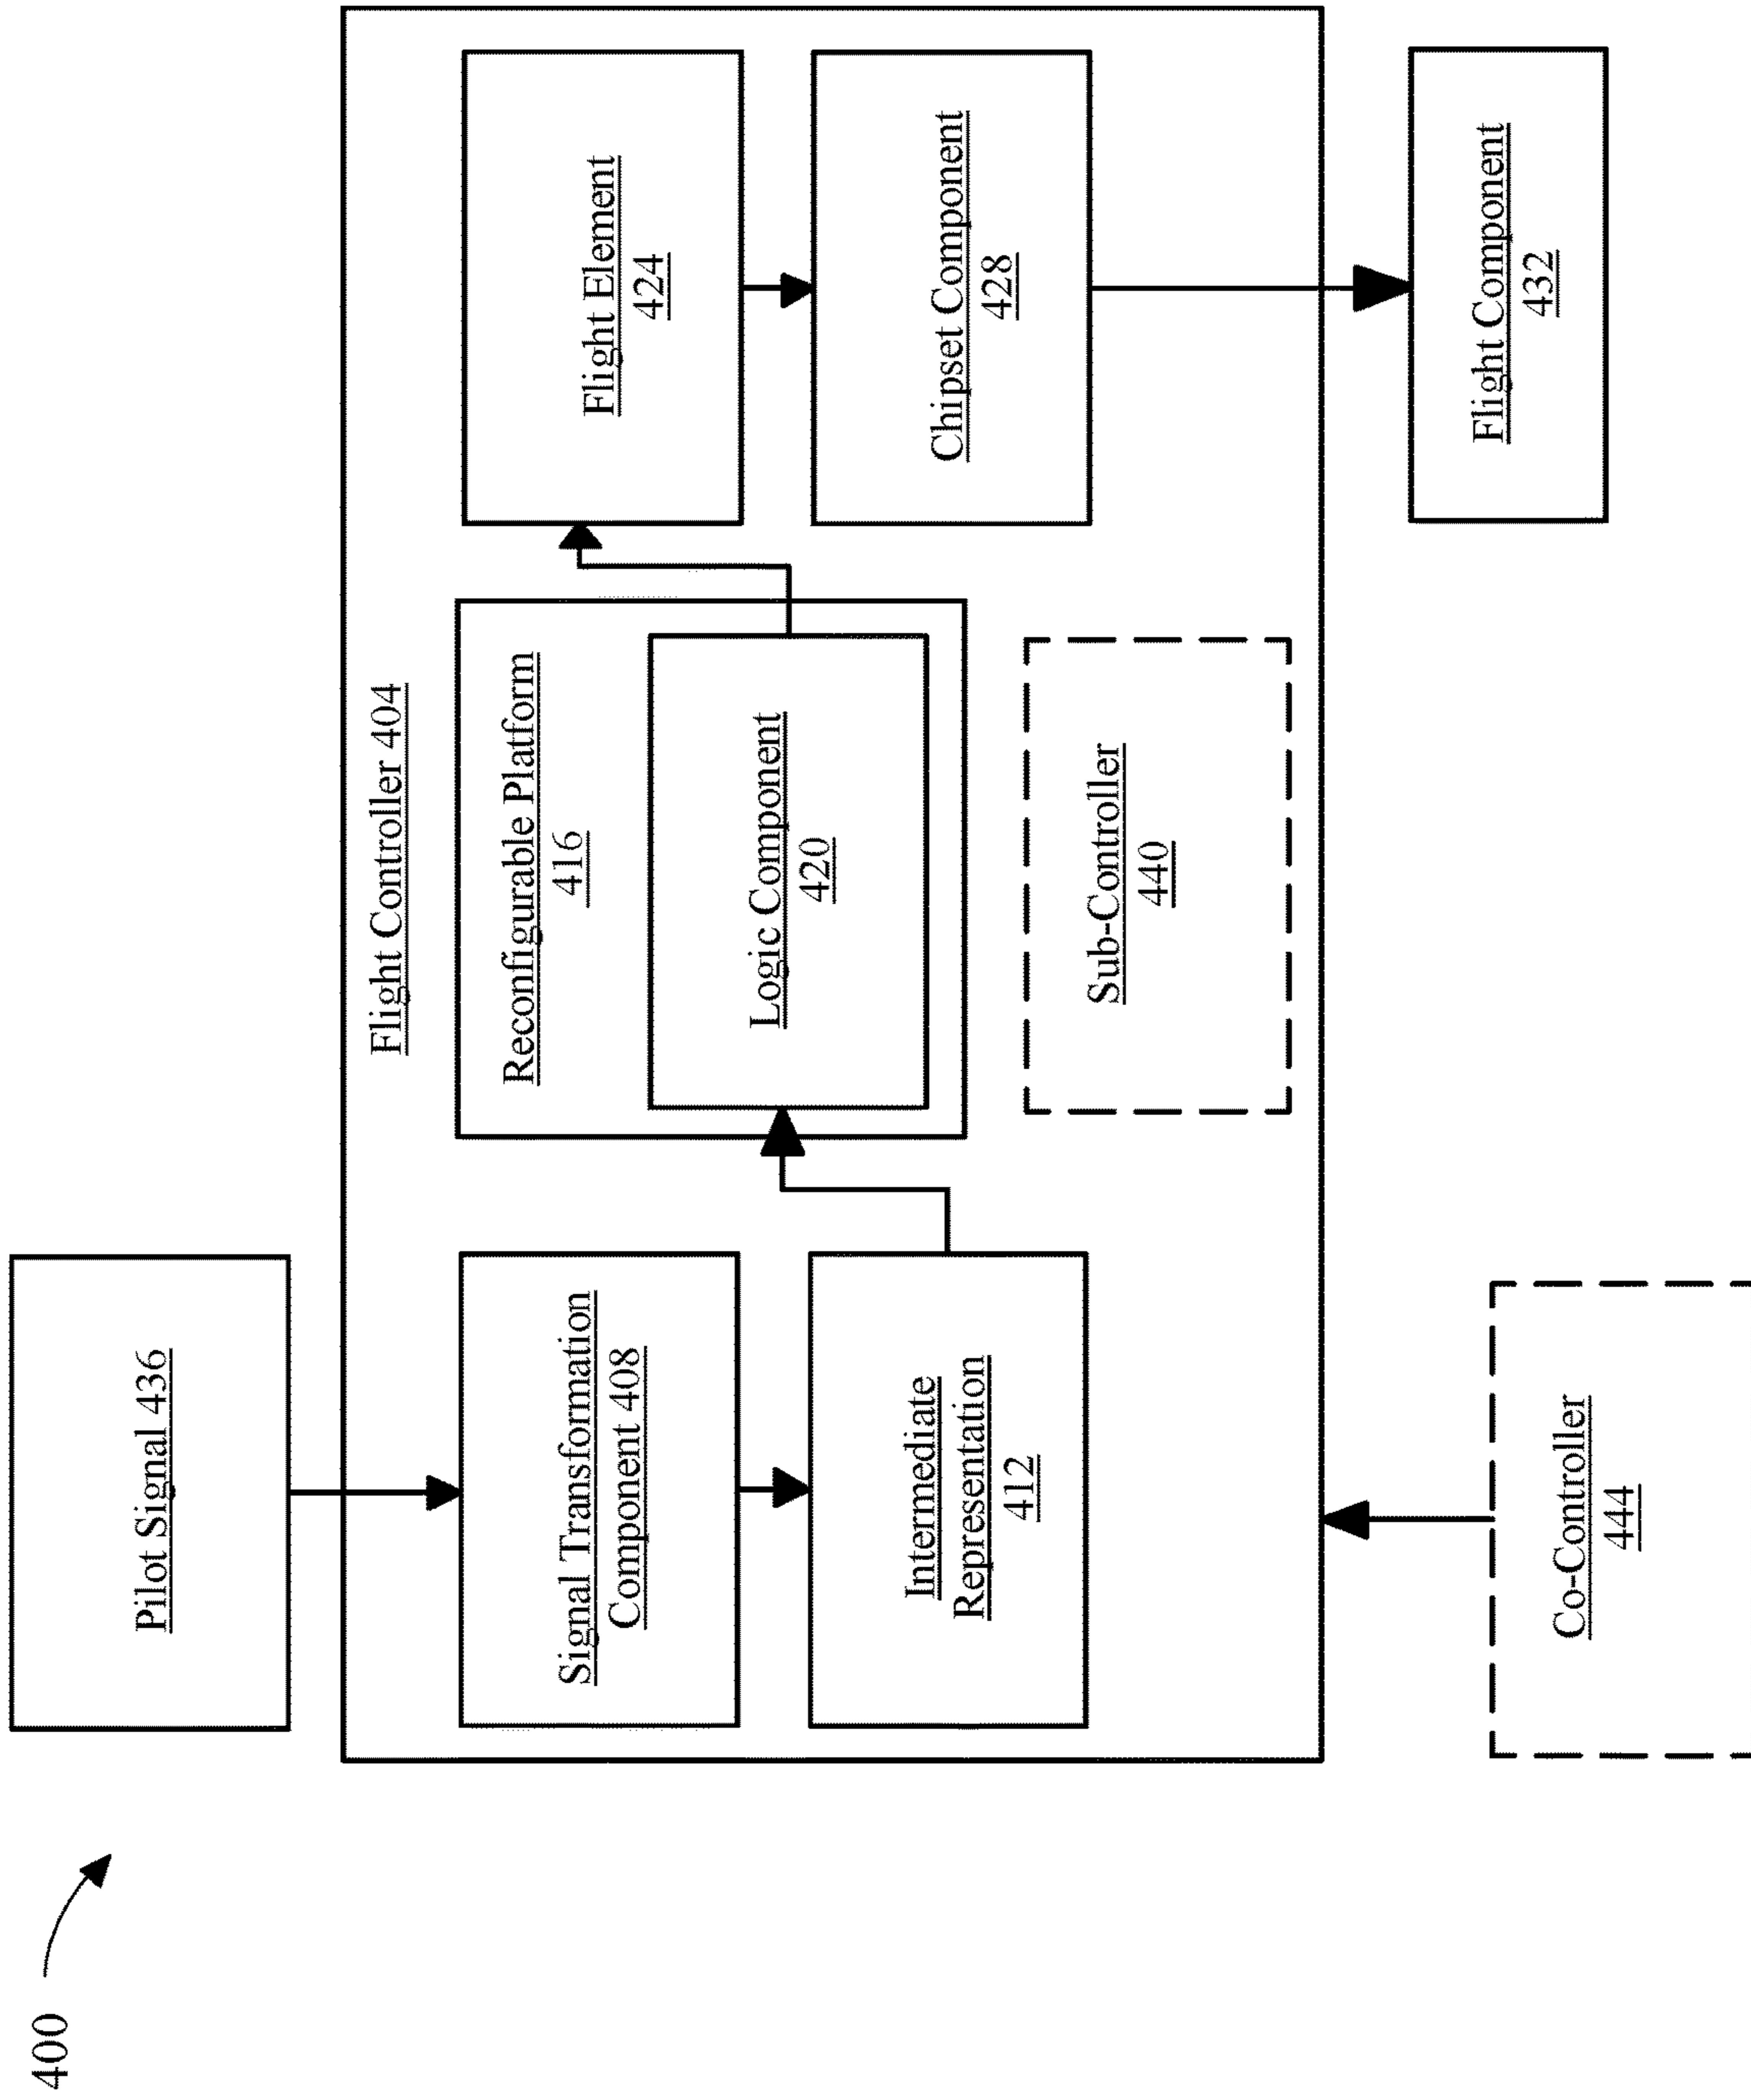 400
Pilot Signal 436
Flight Controller 404
Signal Transformation
Component 408
Intermediate
Representation
412
Reconfigurable Platform
416
Logic Component
420
Sub-Controller
440
Flight Element
424
Chipset Component
428
Co-Controller
444
Flight Component
432